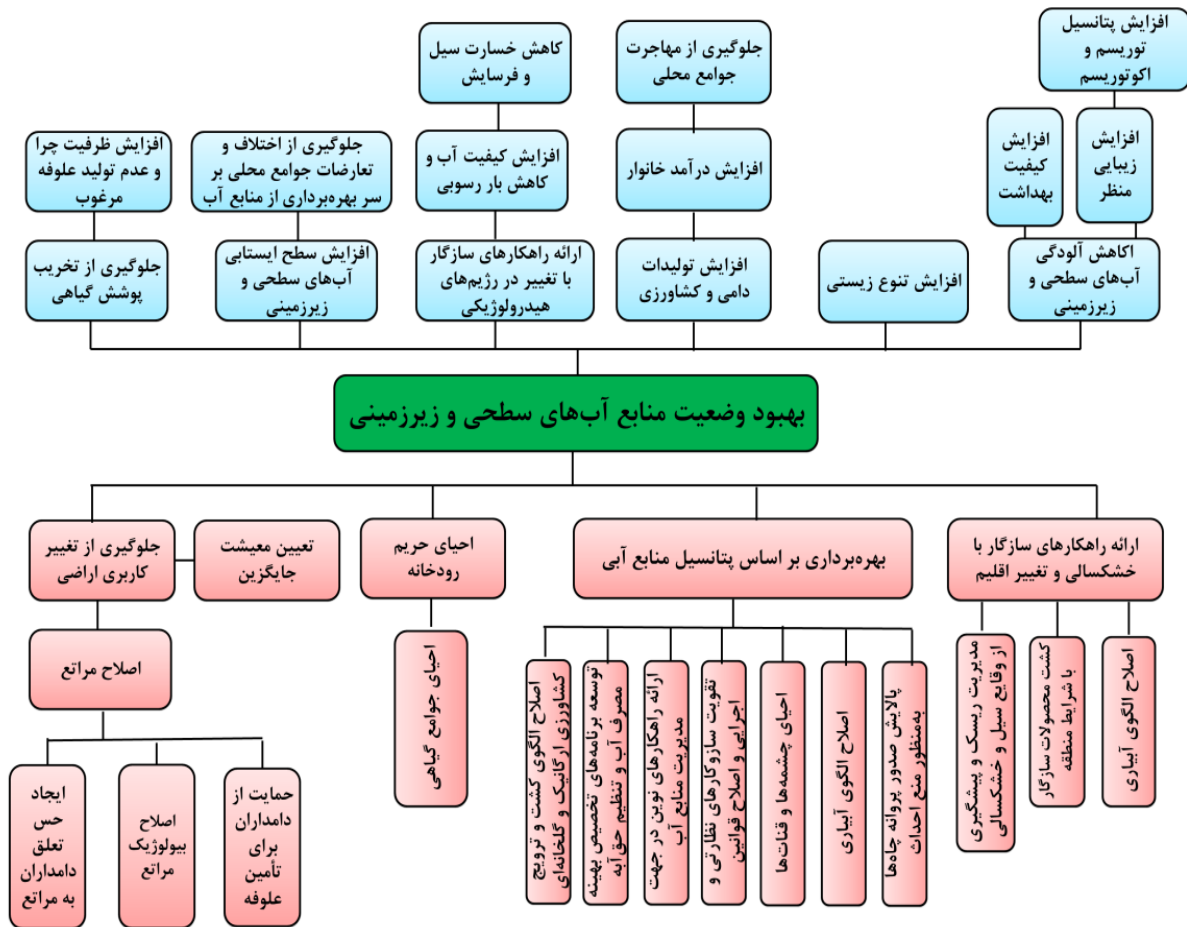 افزایش پتانسیل
توریسم و
اکوتوریسم
جلوگیری از مهاجرت
جوامع محلی
کاهش خسارت سیل
و فرسایش
افزایش
زیبایی
منظر
افزایش
کیفیت
بهداشت
افزایش درآمد خانوار
افزایش کیفیت آب و
کاهش بار رسوبی
جلوگیری از اختلاف و
تعارضات جوامع محلی بر
سر بهره‌برداری از منابع آب
افزایش ظرفیت چرا
و عدم تولید علوفه
مرغوب
اکاهش آلودگی
آب‌های سطحی و
زیرزمینی
افزایش تنوع زیستی
افزایش تولیدات
دامی و کشاورزی
ارائه راهکارهای سازگار
با تغییر در رژیم‌های
هیدرولوژیکی
افزایش سطح ایستابی
آب‌های سطحی و
زیرزمینی
جلوگیری از تخریب
پوشش گیاهی
بهبود وضعیت منابع آب‌های سطحی و زیرزمینی
ارائه راهکارهای سازگار با
خشکسالی و تغییر اقلیم
بهره‌برداری بر اساس پتانسیل منابع آبی
احیای حریم
رودخانه
تعیین معیشت
جایگزین
جلوگیری از تغییر
کاربری اراضی
اصلاح الگوی آبیاری
کشت محصولات سازگار
با شرایط منطقه
مدیریت ریسک و پیشگیری
از وقایع سیل و خشکسالی
پالایش صدور پروانه چاه‌ها
به‌منظور منع احداث
اصلاح الگوی آبیاری
احیای چشمه‌ها و قنات‌ها
تقویت سازوکارهای نظارتی و
اجرایی و اصلاح قوانین
ارائه راهکارهای نوین در جهت
مدیریت منابع آب
توسعه برنامه‌های تخصیص بهینه
مصرف آب و تنظیم حق‌آبه
اصلاح الگوی کشت و ترویج
کشاورزی ارگانیک و گلخانه‌ای
احیای جوامع گیاهی
اصلاح مراتع
حمایت از
دامداران
برای
تأمین
علوفه
اصلاح
بیولوژیک
مراتع
ایجاد
حس
تعلق
دامداران
به مراتع